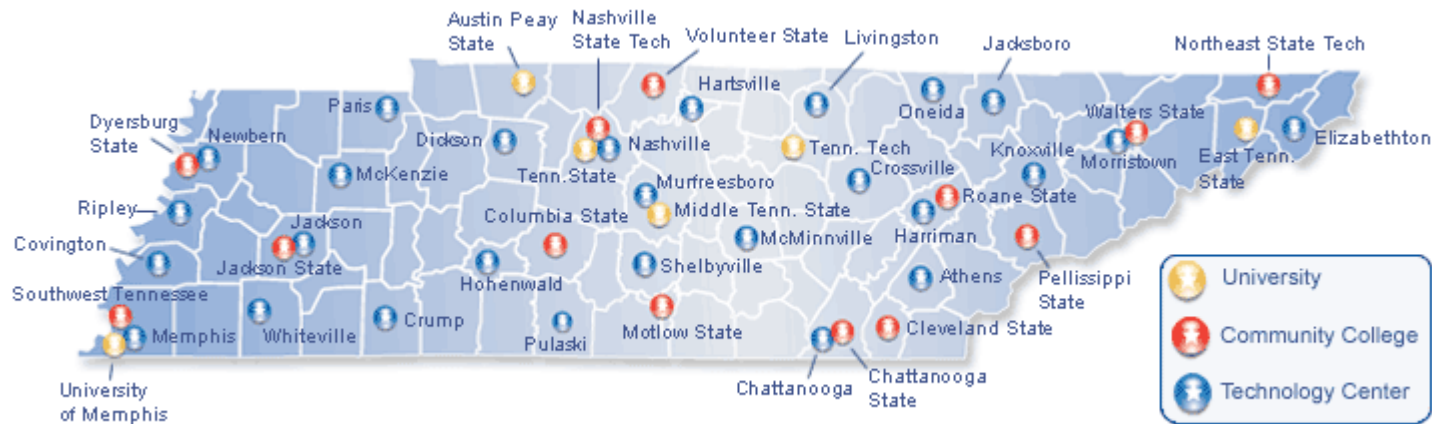 Austin Peay
State
Nashville
State Tech
Volunteer State
Livingston
Jacksboro
Northeast State Tech
Hartsville
Paris
Oneida
Walters State
Dyersburg
State
Newbern
Dickson
Nashville
Tenn. Tech
Knoxville
Morristown
East Tenn.
State
Elizabethton
McKenzie
Tenn.State
Murfreesboro
Crossville
Roane State
Ripley
Columbia State
Middle Tenn. State
Jackson
McMinnville
Harriman
Covington
Jackson State
Hohenwald
Shelbyville
Athens
Pellissippi
State
Southwest Tennessee
Memphis
Whiteville
Crump
Pulaski
Motlow State
Cleveland State
University
of Memphis
Chattanooga
Chattanooga
State
University
Community College
Technology Center